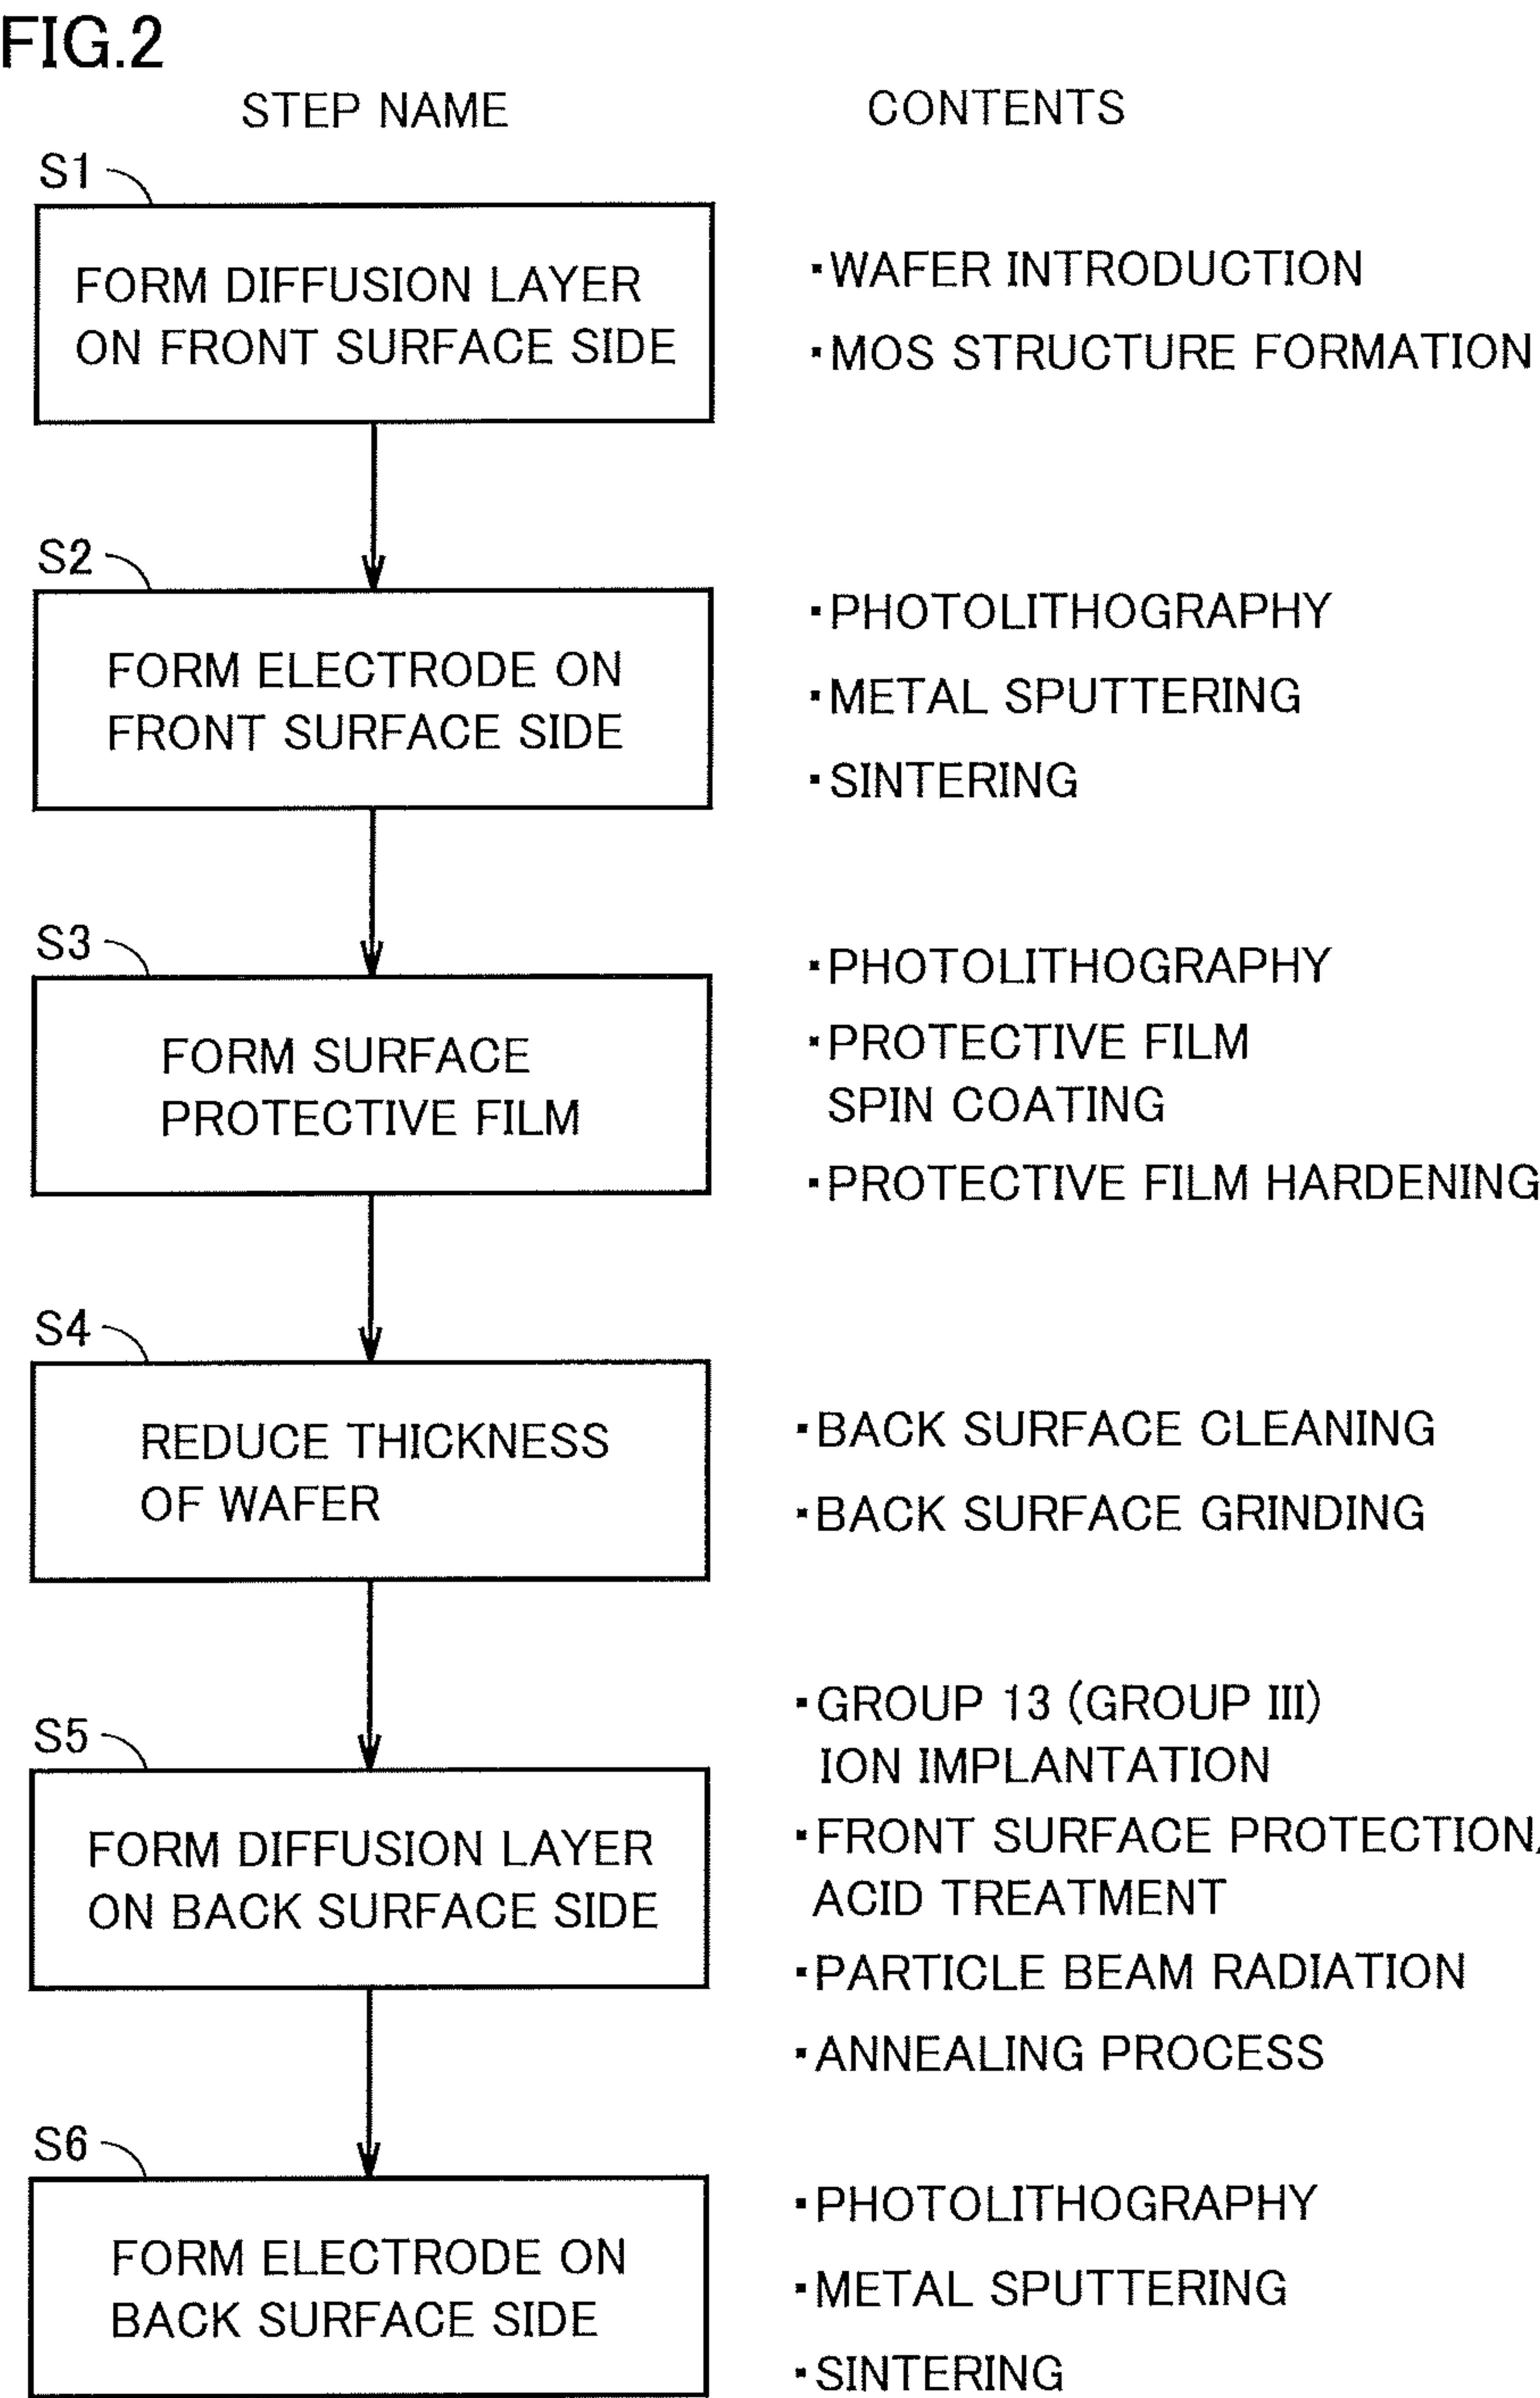 FIG.2
STEP NAME
CONTENTS
S1
FORM DIFFUSION LAYER
ON FRONT SURFACE SIDE
▪WAFER INTRODUCTION
▪MOS STRUCTURE FORMATION
S2
FORM ELECTRODE ON
FRONT SURFACE SIDE
▪PHOTOLITHOGRAPHY
▪METAL SPUTTERING
▪SINTERING
S3
FORM SURFACE
PROTECTIVE FILM
▪PHOTOLITHOGRAPHY
▪PROTECTIVE FILM
SPIN COATING
▪PROTECTIVE FILM HARDENING
S4
REDUCE THICKNESS
OF WAFER
▪BACK SURFACE CLEANING
▪BACK SURFACE GRINDING
S5
FORM DIFFUSION LAYER
ON BACK SURFACE SIDE
▪GROUP 13 (GROUP III)
ION IMPLANTATION
▪FRONT SURFACE PROTECTION,
ACID TREATMENT
▪PARTICLE BEAM RADIATION
▪ANNEALING PROCESS
S6
FORM ELECTRODE ON
BACK SURFACE SIDE
▪PHOTOLITHOGRAPHY
▪METAL SPUTTERING
▪SINTERING